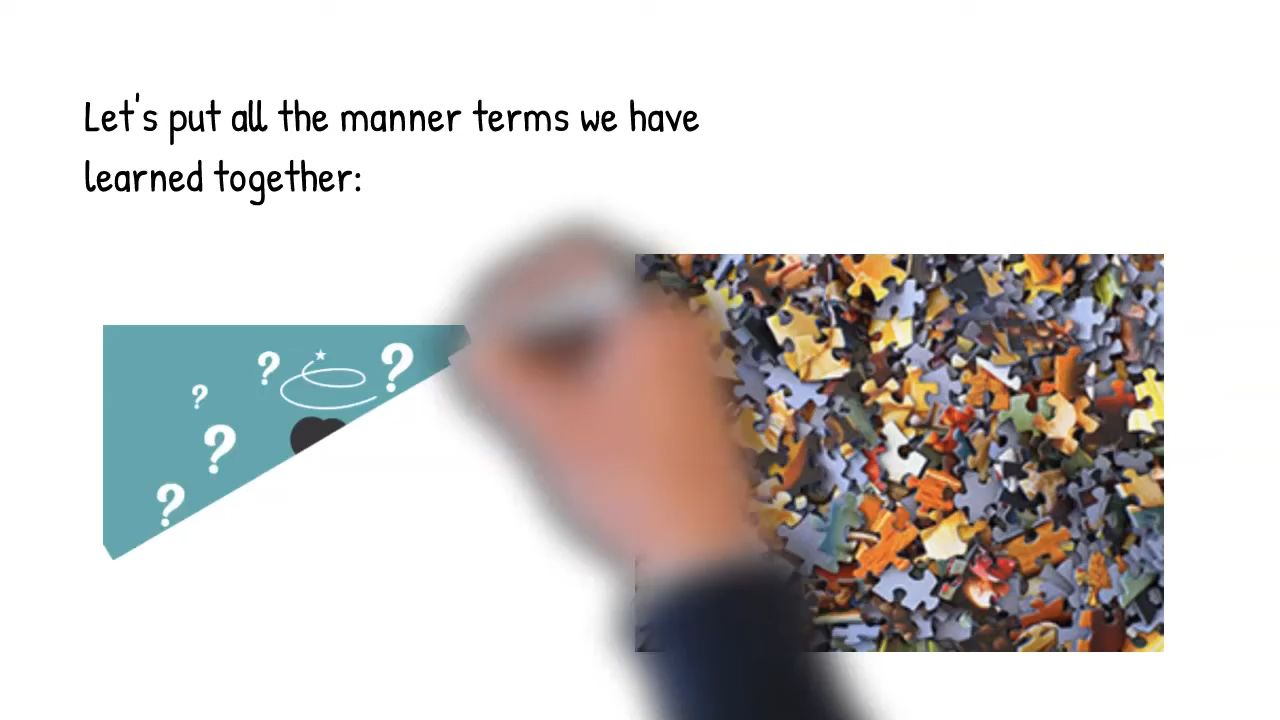 Let's put all the manner terms we have
learned together:
? ? ?
?
?